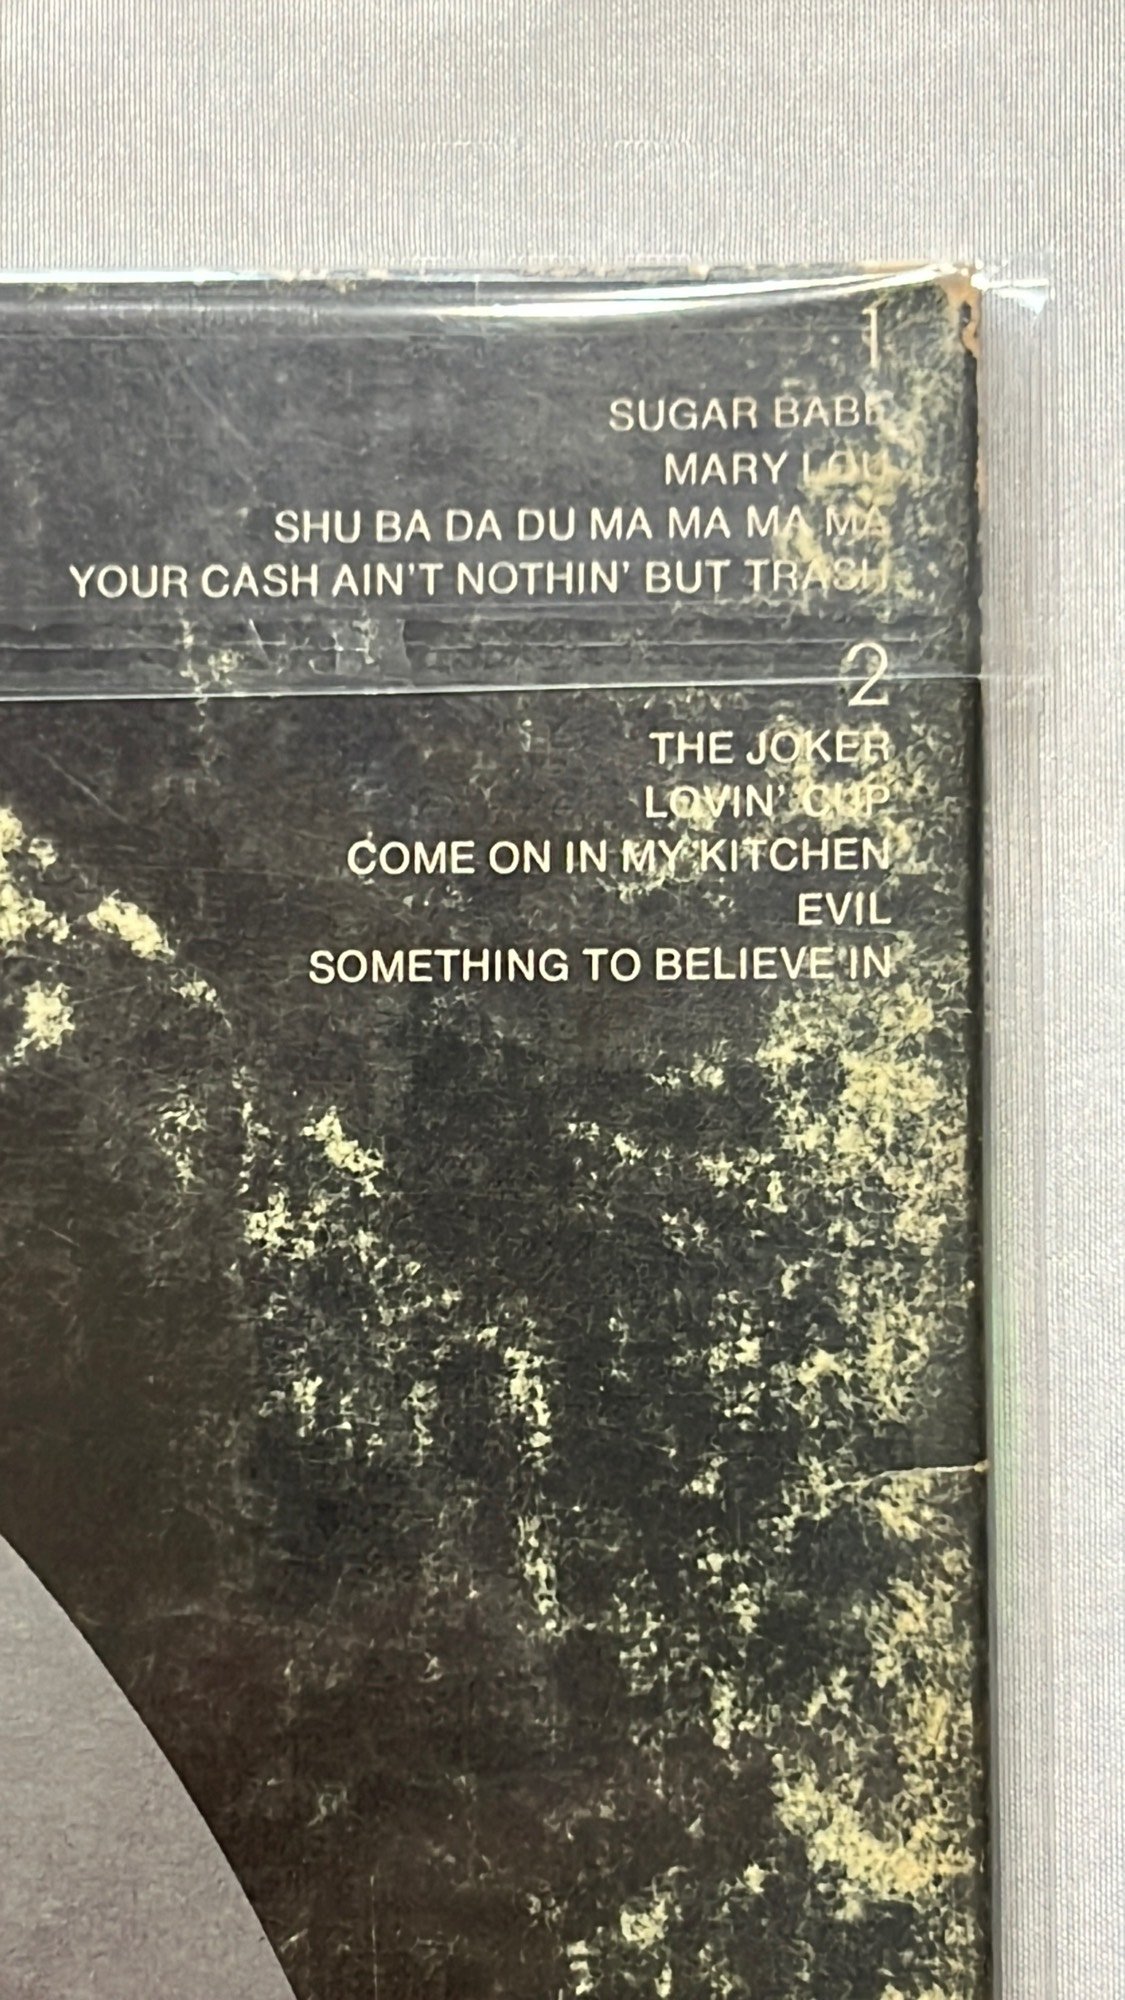 1
SUGAR BABE
MARY LOU
SHU BA DA DU MA MA MA MA
YOUR CASH AIN'T NOTHIN' BUT TRASH
2
THE JOKER
LOVIN' CUP
COME ON IN MY KITCHEN
EVIL
SOMETHING TO BELIEVE IN